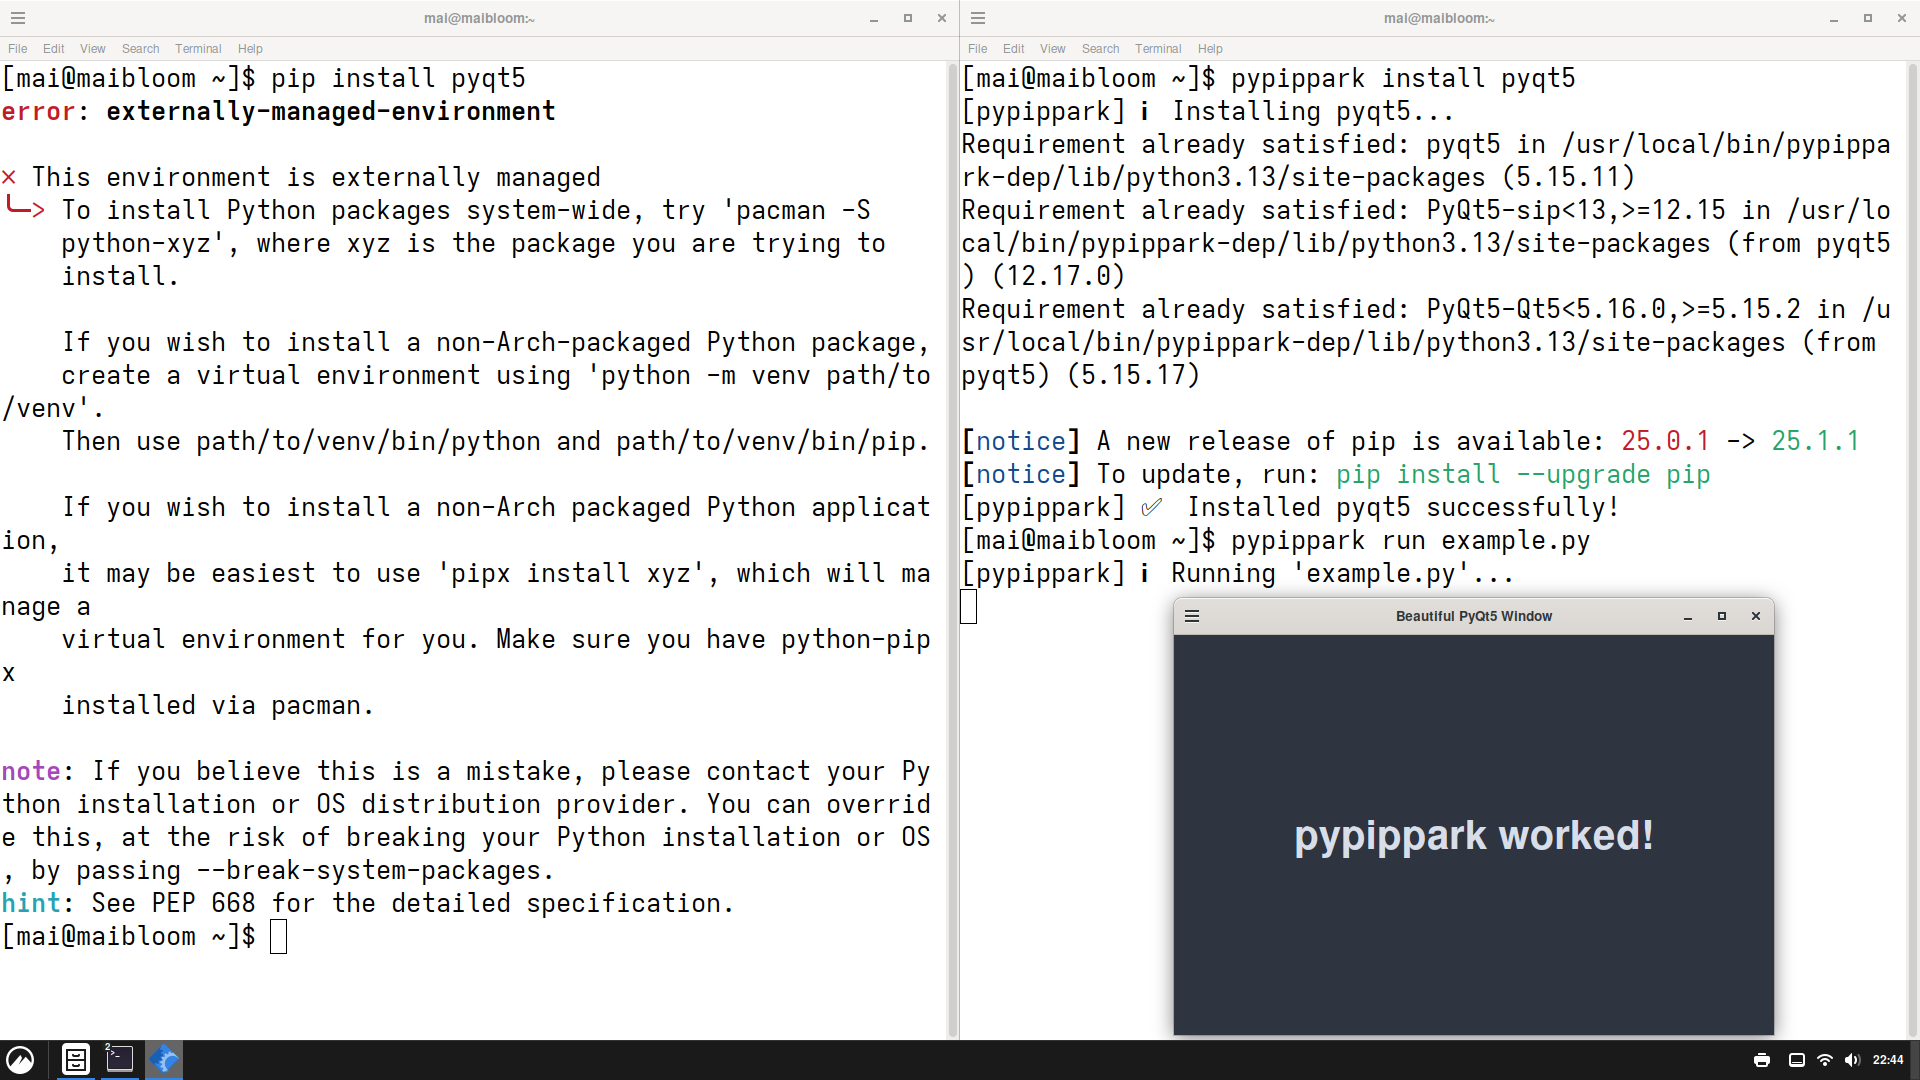 mai@maibloom:~
File Edit View Search Terminal Help
[mai@maibloom ~]$ pip install pyqt5
error: externally-managed-environment
× This environment is externally managed
╰─> To install Python packages system-wide, try 'pacman -S
python-xyz', where xyz is the package you are trying to
install.
If you wish to install a non-Arch-packaged Python package,
create a virtual environment using 'python -m venv path/to
/venv'.
Then use path/to/venv/bin/python and path/to/venv/bin/pip.
If you wish to install a non-Arch packaged Python applicat
ion,
it may be easiest to use 'pipx install xyz', which will ma
nage a
virtual environment for you. Make sure you have python-pip
x
installed via pacman.
note: If you believe this is a mistake, please contact your Py
thon installation or OS distribution provider. You can overrid
e this, at the risk of breaking your Python installation or OS
, by passing --break-system-packages.
hint: See PEP 668 for the detailed specification.
[mai@maibloom ~]$
mai@maibloom:~
File Edit View Search Terminal Help
[mai@maibloom ~]$ pypippark install pyqt5
[pypippark] ℹ Installing pyqt5...
Requirement already satisfied: pyqt5 in /usr/local/bin/pypippa
rk-dep/lib/python3.13/site-packages (5.15.11)
Requirement already satisfied: PyQt5-sip<13,>=12.15 in /usr/lo
cal/bin/pypippark-dep/lib/python3.13/site-packages (from pyqt5
) (12.17.0)
Requirement already satisfied: PyQt5-Qt5<5.16.0,>=5.15.2 in /u
sr/local/bin/pypippark-dep/lib/python3.13/site-packages (from
pyqt5) (5.15.17)
[notice] A new release of pip is available: 25.0.1 -> 25.1.1
[notice] To update, run: pip install --upgrade pip
[pypippark] ✅ Installed pyqt5 successfully!
[mai@maibloom ~]$ pypippark run example.py
[pypippark] ℹ Running 'example.py'...
Beautiful PyQt5 Window
pypippark worked!
2
22:44